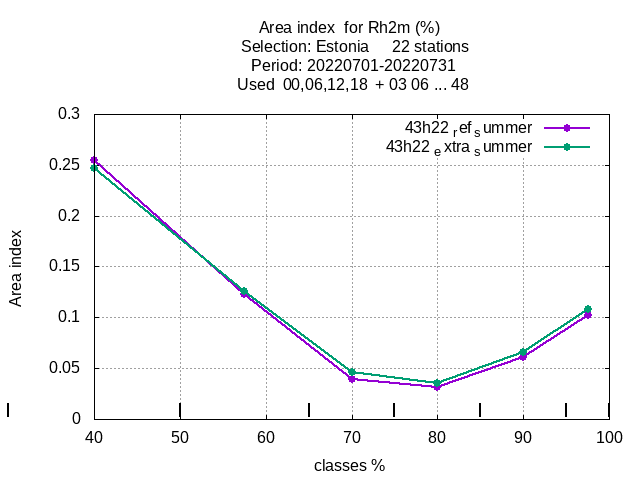 Area index for Rh2m (%)
Selection: Estonia 22 stations
Period: 20220701-20220731
Used 00,06,12,18 + 03 06 ... 48
0.3
43h22 ref summer
43h22 extra summer
0.25
0.2
0.15
0.1
0.05
0
Area index
40 50 60 70 80 90 100
classes %